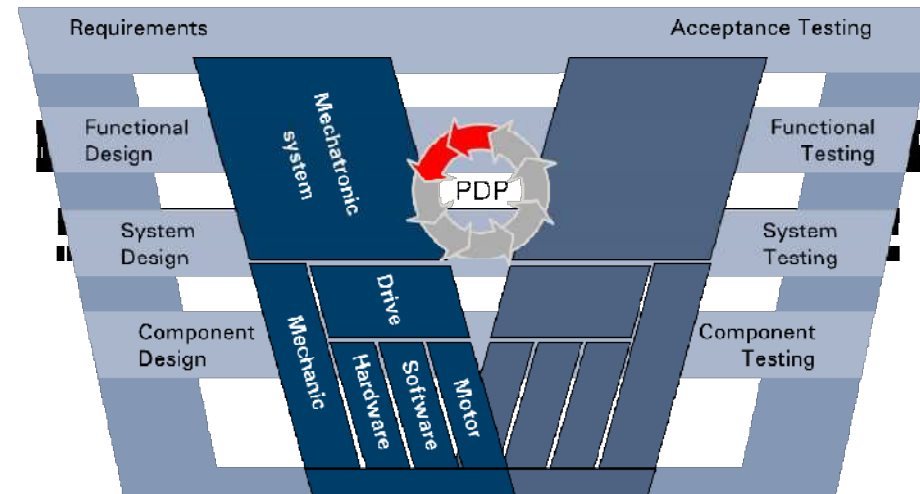 Requirements
Acceptance Testing
Mechatronic
system
Functional
Design
PDP
Functional
Testing
System
Design
System
Testing
Drive
Mechanic
Component
Design
Hardware
Software
Motor
Component
Testing